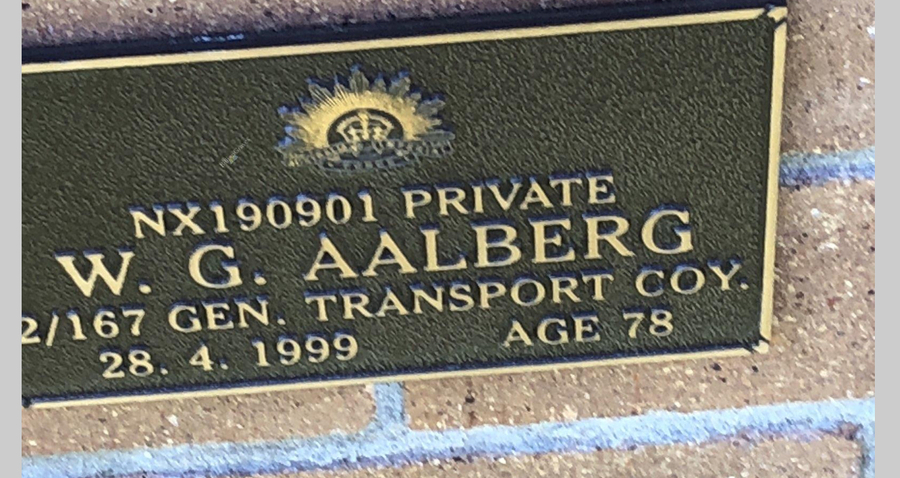 NX190901 PRIVATE
W. G. AALBERG
2/167 GEN. TRANSPORT COY.
28. 4. 1999 AGE 78